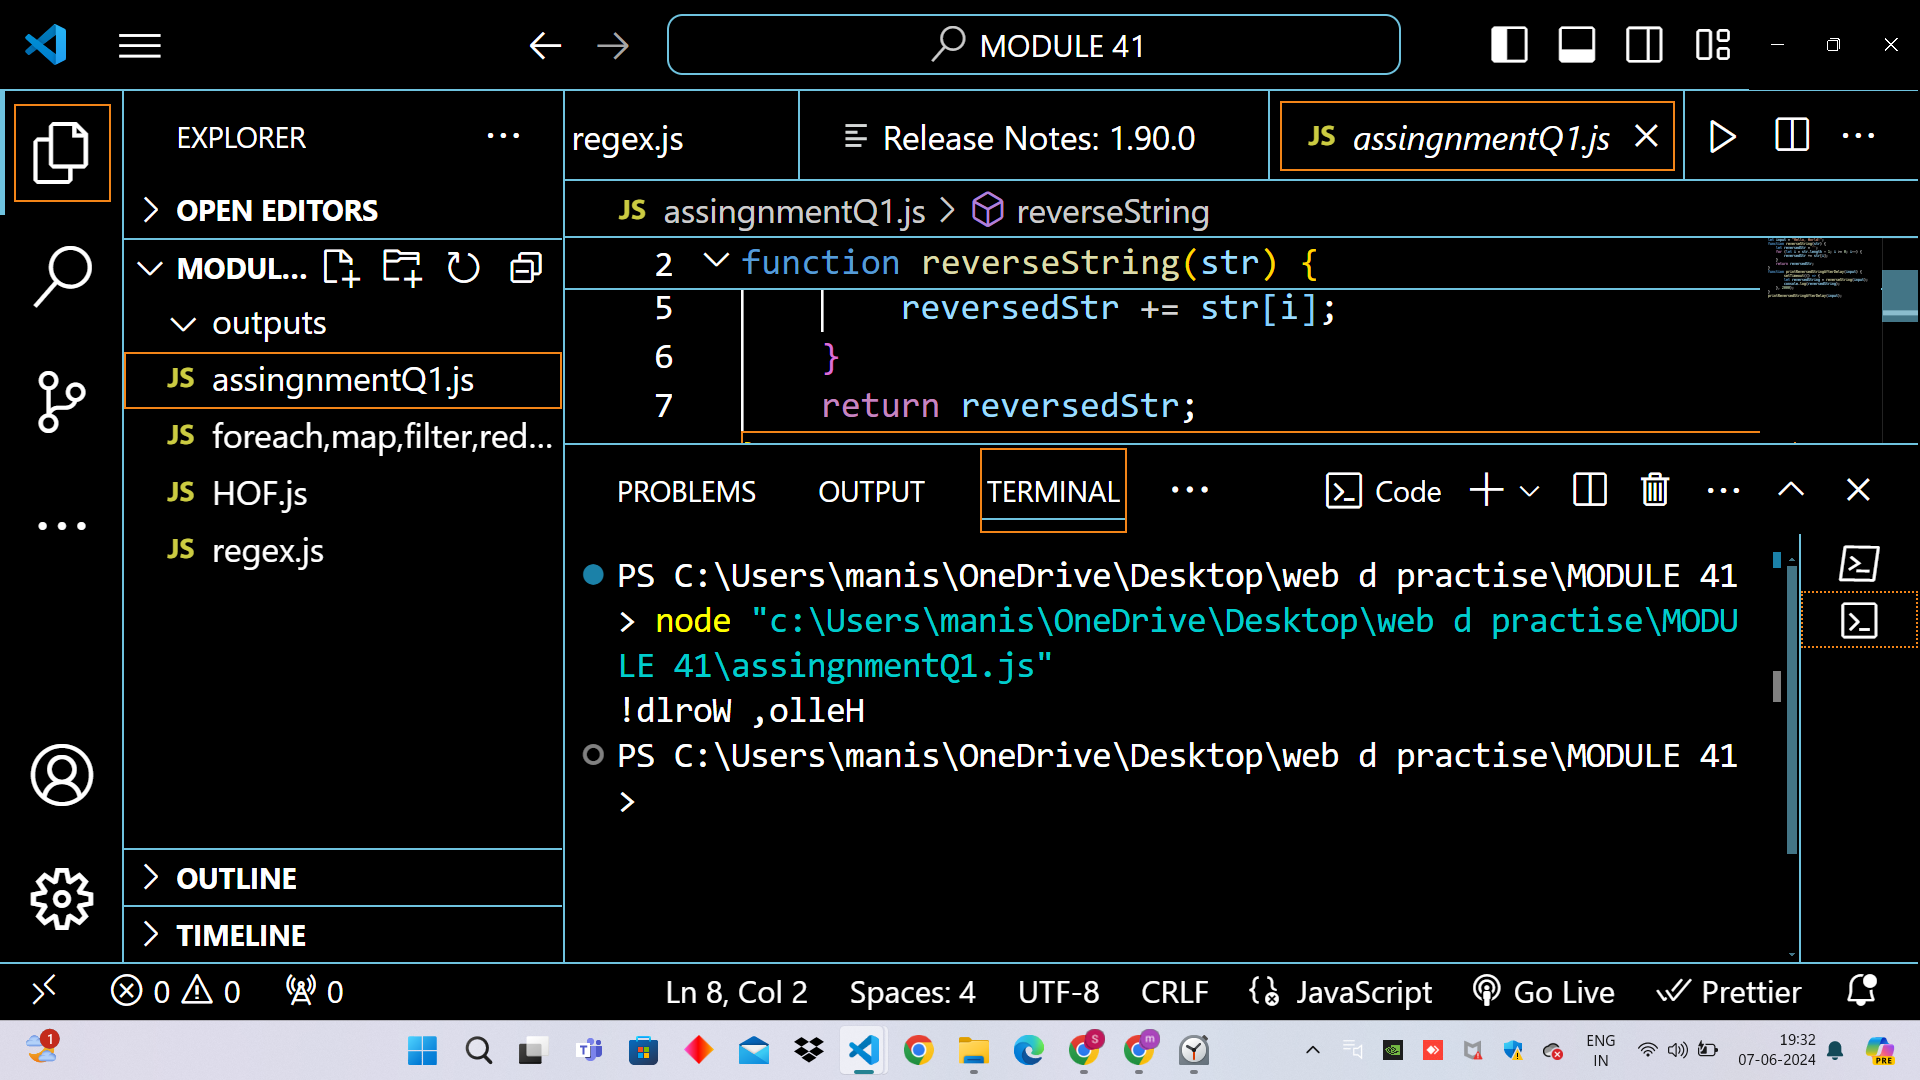 MODULE 41
EXPLORER
OPEN EDITORS
MODUL...
outputs
JS assingnmentQ1.js
JS foreach,map,filter,red...
JS HOF.js
JS regex.js
OUTLINE
TIMELINE
regex.js
Release Notes: 1.90.0
JS assingnmentQ1.js
JS assingnmentQ1.js > reverseString
2 function reverseString(str) {
5 reversedStr += str[i];
6 }
7 return reversedStr;
PROBLEMS OUTPUT TERMINAL
Code
PS C:\Users\manis\OneDrive\Desktop\web d practise\MODULE 41
> node "c:\Users\manis\OneDrive\Desktop\web d practise\MODU
LE 41\assingnmentQ1.js"
!dlroW ,olleH
PS C:\Users\manis\OneDrive\Desktop\web d practise\MODULE 41
>
0 0 0
Ln 8, Col 2 Spaces: 4 UTF-8 CRLF JavaScript Go Live Prettier
1
S
m
ENG
IN
19:32
07-06-2024
PRE